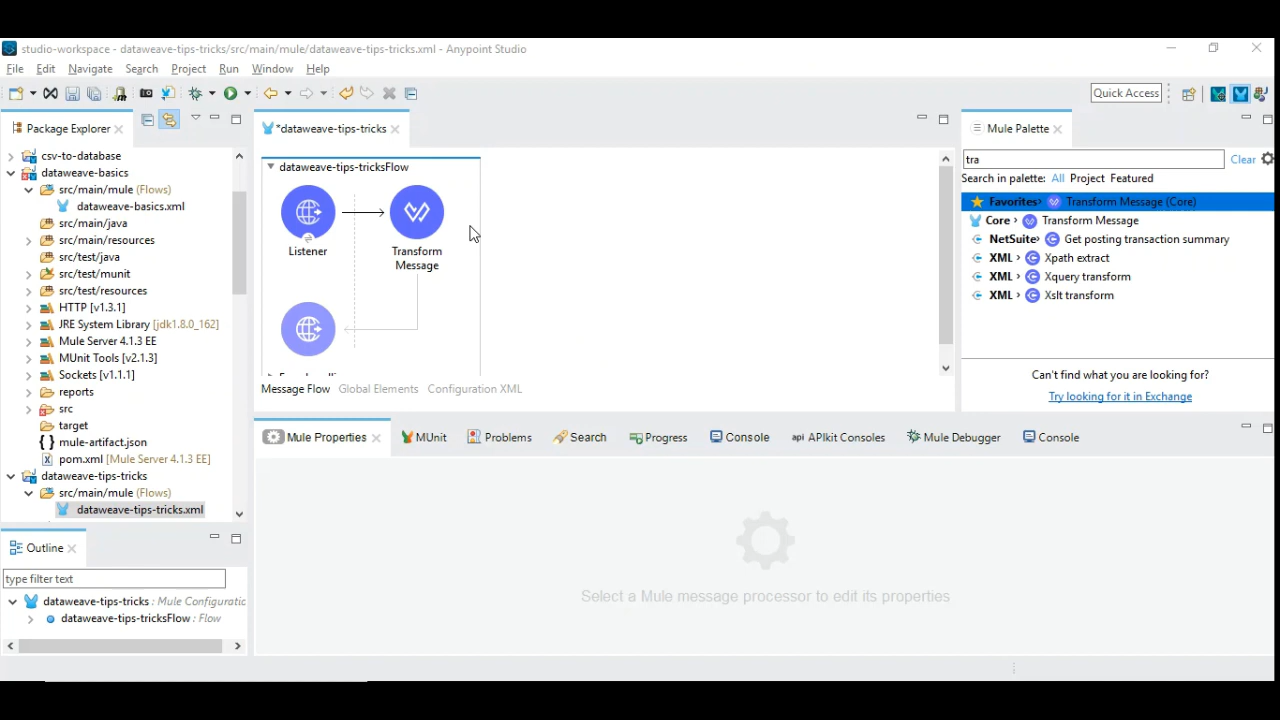 studio-workspace - dataweave-tips-tricks/src/main/mule/dataweave-tips-tricks.xml - Anypoint Studio
File Edit Navigate Search Project Run Window Help
Quick Access
Package Explorer
csv-to-database
dataweave-basics
src/main/mule (Flows)
dataweave-basics.xml
src/main/java
src/main/resources
src/test/java
src/test/munit
src/test/resources
HTTP [v1.3.1]
JRE System Library [jdk1.8.0_162]
Mule Server 4.1.3 EE
MUnit Tools [v2.1.3]
Sockets [v1.1.1]
reports
src
target
mule-artifact.json
pom.xml [Mule Server 4.1.3 EE]
dataweave-tips-tricks
src/main/mule (Flows)
dataweave-tips-tricks.xml
Outline
type filter text
dataweave-tips-tricks : Mule Configuratic
dataweave-tips-tricksFlow : Flow
*dataweave-tips-tricks
dataweave-tips-tricksFlow
Listener
Transform
Message
Message Flow Global Elements Configuration XML
Mule Palette
tra
Clear
Search in palette: All Project Featured
Favorites> Transform Message (Core)
Core > Transform Message
NetSuite> Get posting transaction summary
XML > Xpath extract
XML > Xquery transform
XML > Xslt transform
Can't find what you are looking for?
Try looking for it in Exchange
Mule Properties MUnit Problems Search Progress Console api APIkit Consoles Mule Debugger Console
Select a Mule message processor to edit its properties